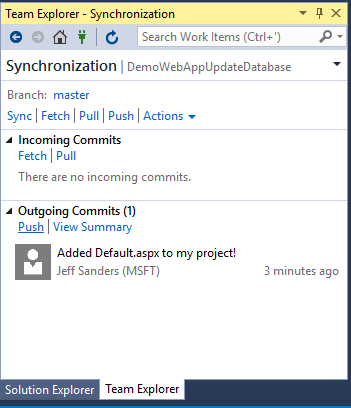 Team Explorer - Synchronization
Search Work Items (Ctrl+')
Synchronization | DemoWebAppUpdateDatabase
Branch: master
Sync | Fetch | Pull | Push | Actions
Incoming Commits
Fetch | Pull
There are no incoming commits.
Outgoing Commits (1)
Push | View Summary
Added Default.aspx to my project!
Jeff Sanders (MSFT) 3 minutes ago
Solution Explorer Team Explorer